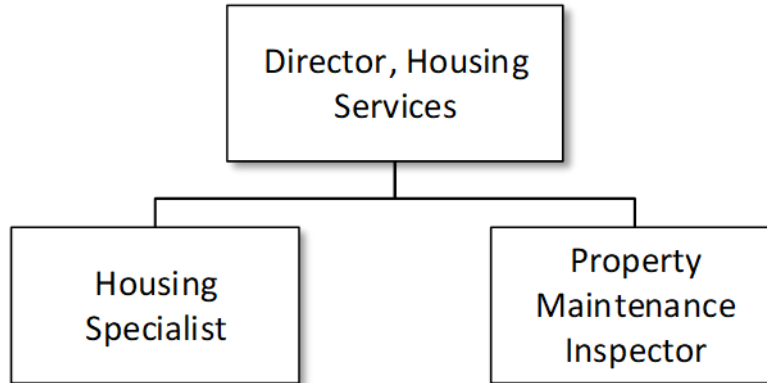 Director, Housing
Services
Housing
Specialist
Property
Maintenance
Inspector